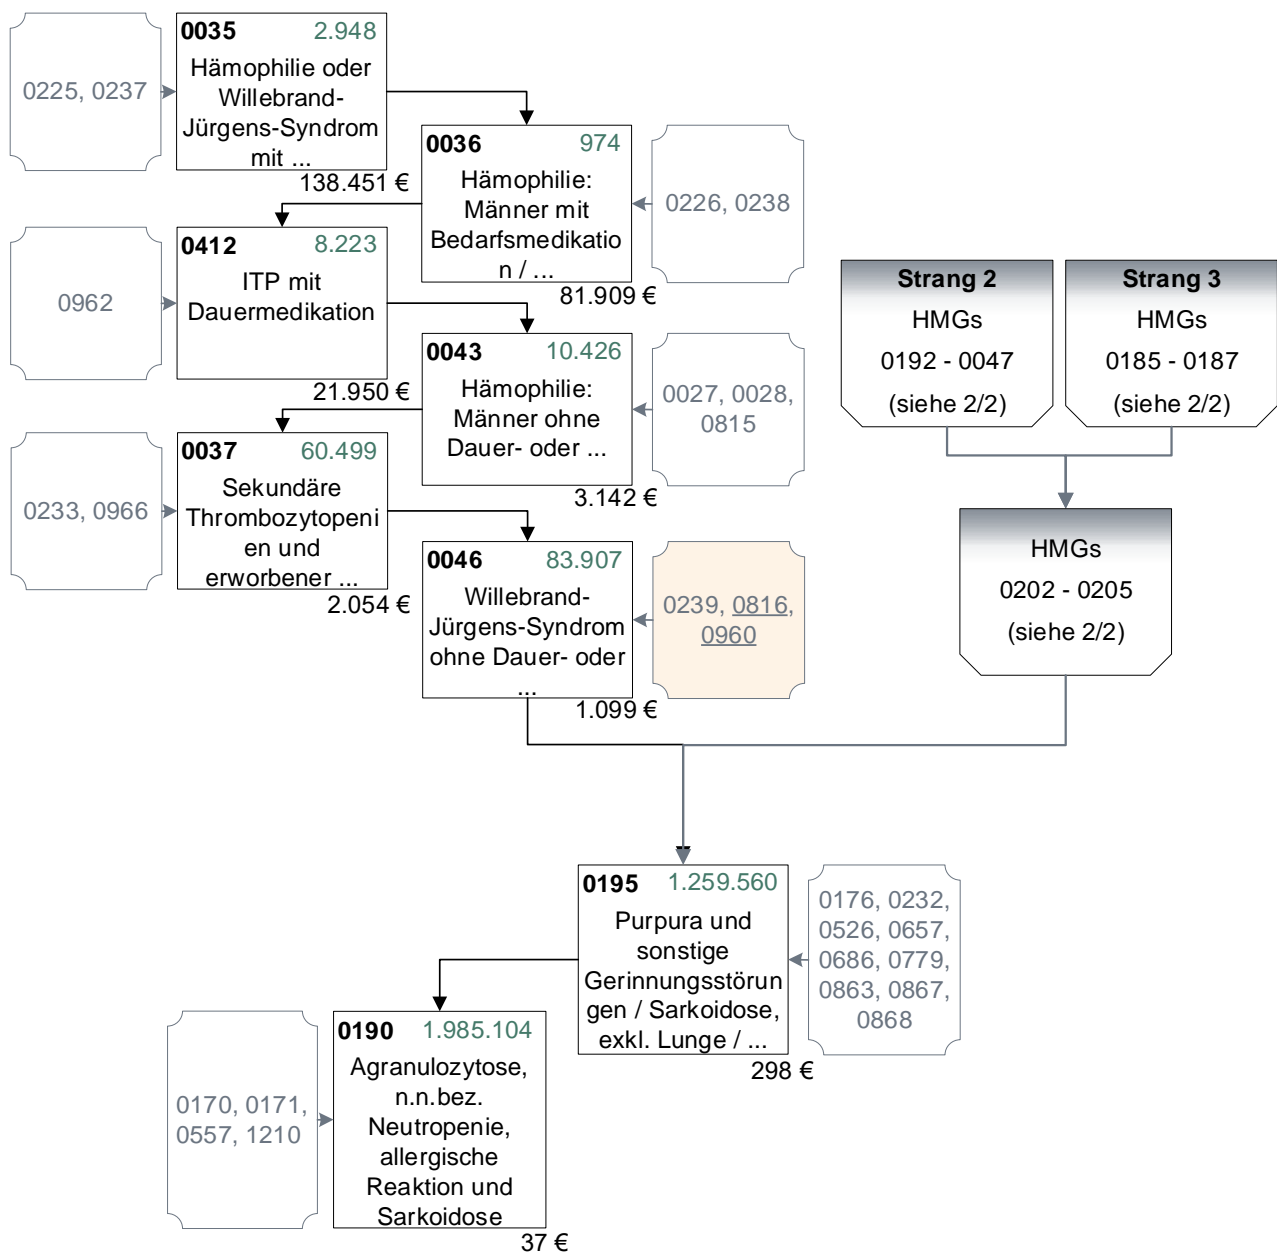 0035 2.948
Hämophilie oder
Willebrand-
Jürgens-Syndrom
mit ...
138.451 €
0225, 0237
0036 974
Hämophilie:
Männer mit
Bedarfsmedikatio
n / ...
81.909 €
0226, 0238
0412 8.223
ITP mit
Dauermedikation
21.950 €
0962
0043 10.426
Hämophilie:
Männer ohne
Dauer- oder ...
3.142 €
0027, 0028,
0815
0037 60.499
Sekundäre
Thrombozytopeni
en und
erworbener ...
2.054 €
0233, 0966
0046 83.907
Willebrand-
Jürgens-Syndrom
ohne Dauer- oder
...
1.099 €
0239, 0816,
0960
Strang 2
HMGs
0192 - 0047
(siehe 2/2)
Strang 3
HMGs
0185 - 0187
(siehe 2/2)
HMGs
0202 - 0205
(siehe 2/2)
0195 1.259.560
Purpura und
sonstige
Gerinnungsstörun
gen / Sarkoidose,
exkl. Lunge / ...
298 €
0176, 0232,
0526, 0657,
0686, 0779,
0863, 0867,
0868
0190 1.985.104
Agranulozytose,
n.n.bez.
Neutropenie,
allergische
Reaktion und
Sarkoidose
37 €
0170, 0171,
0557, 1210